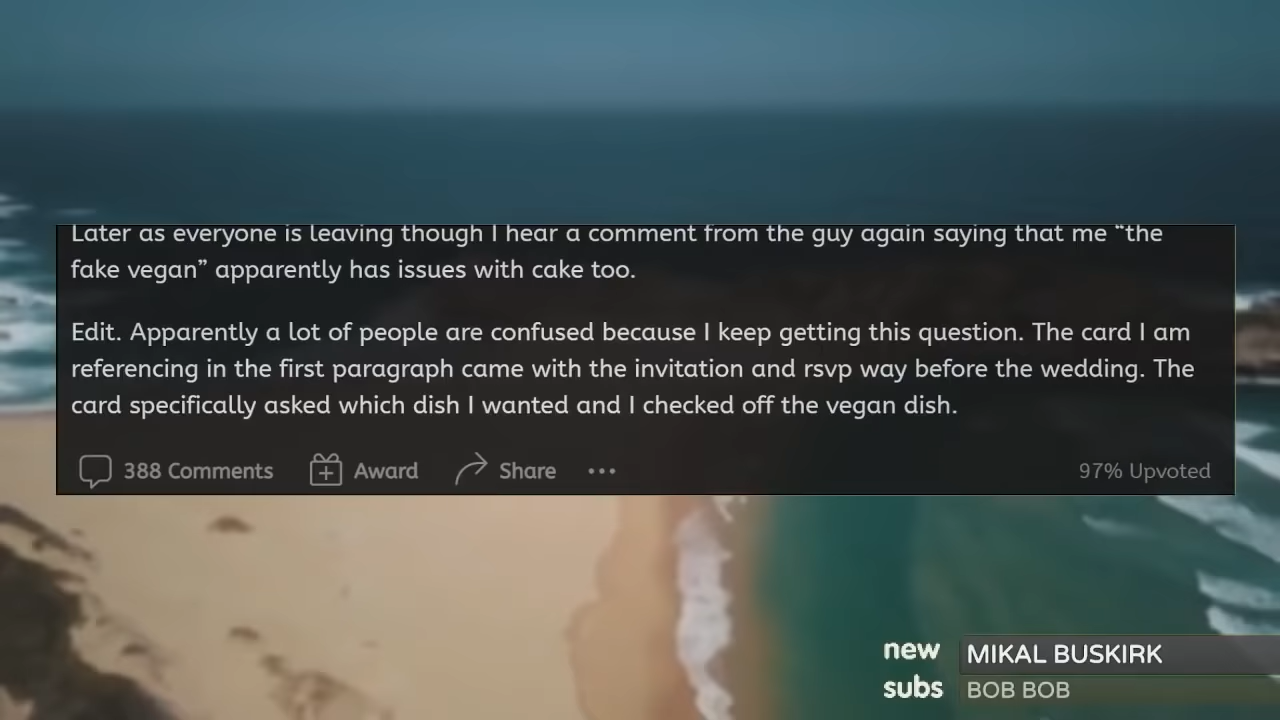 Later as everyone is leaving though I hear a comment from the guy again saying that me “the
fake vegan” apparently has issues with cake too.
Edit. Apparently a lot of people are confused because I keep getting this question. The card I am
referencing in the first paragraph came with the invitation and rsvp way before the wedding. The
card specifically asked which dish I wanted and I checked off the vegan dish.
388 Comments Award Share 97% Upvoted
new MIKAL BUSKIRK
subs BOB BOB